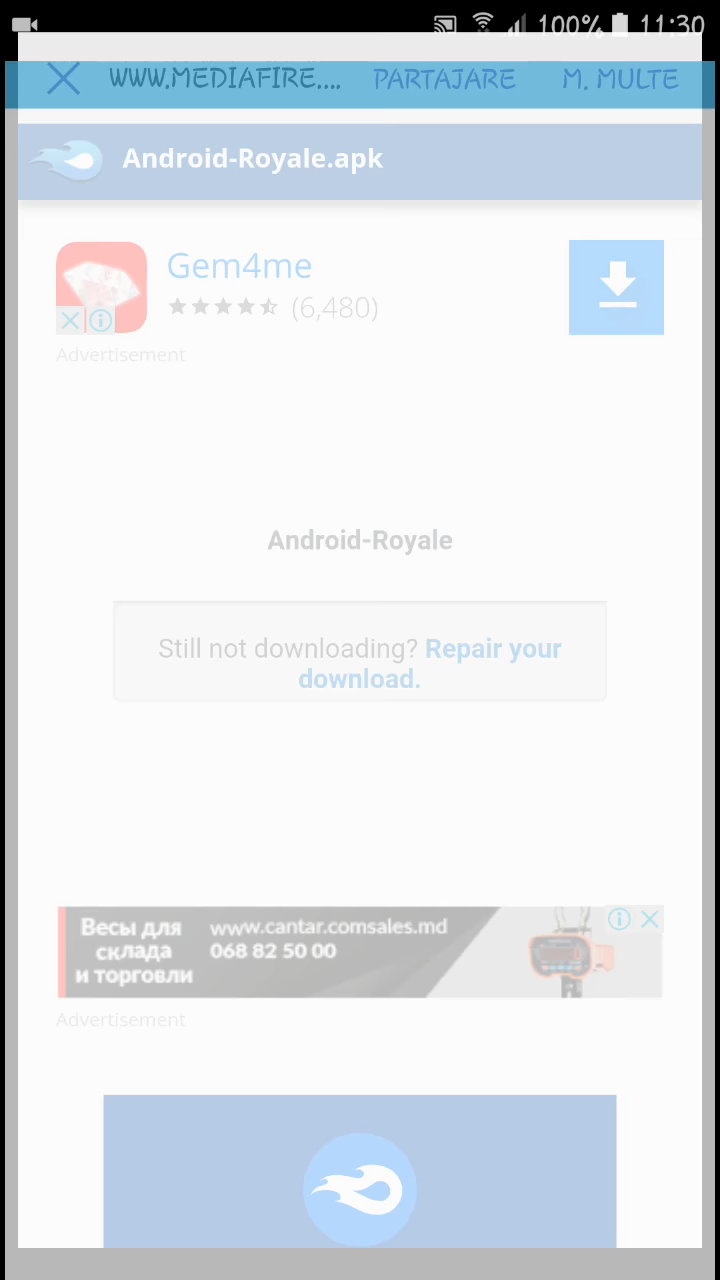 100% 11:30
WWW.MEDIAFIRE.... PARTAJARE M. MULTE
Android-Royale.apk
Gem4me
(6,480)
Advertisement
Android-Royale
Still not downloading? Repair your
download.
Весы для
склада
и торговли
www.cantar.comsales.md
068 82 50 00
Advertisement